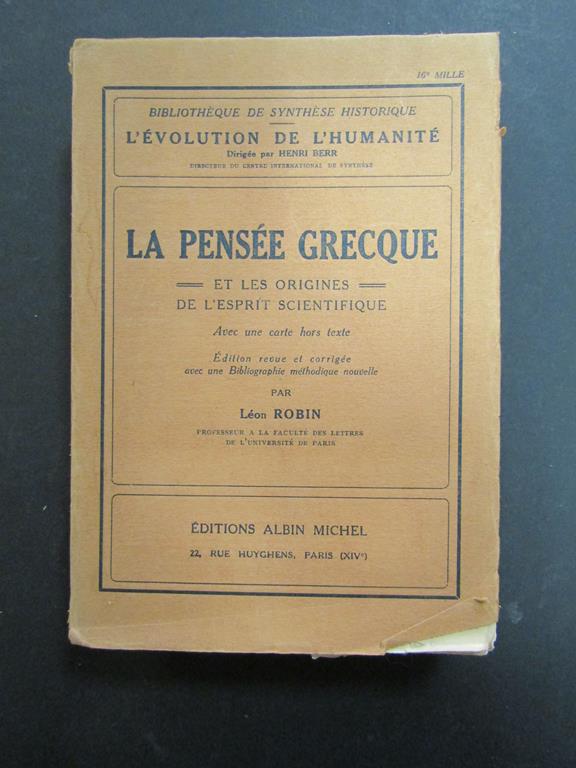 16e MILLE
BIBLIOTHÈQUE DE SYNTHÈSE HISTORIQUE
L'ÉVOLUTION DE L'HUMANITÉ
Dirigée par HENRI BERR
DIRECTEUR DU CENTRE INTERNATIONAL DE SYNTHÈSE
LA PENSÉE GRECQUE
ET LES ORIGINES
DE L'ESPRIT SCIENTIFIQUE
Avec une carte hors texte
Édition revue et corrigée
avec une Bibliographie méthodique nouvelle
PAR
Léon ROBIN
PROFESSEUR A LA FACULTÉ DES LETTRES
DE L'UNIVERSITÉ DE PARIS
ÉDITIONS ALBIN MICHEL
22, RUE HUYGHENS, PARIS (XIVe)